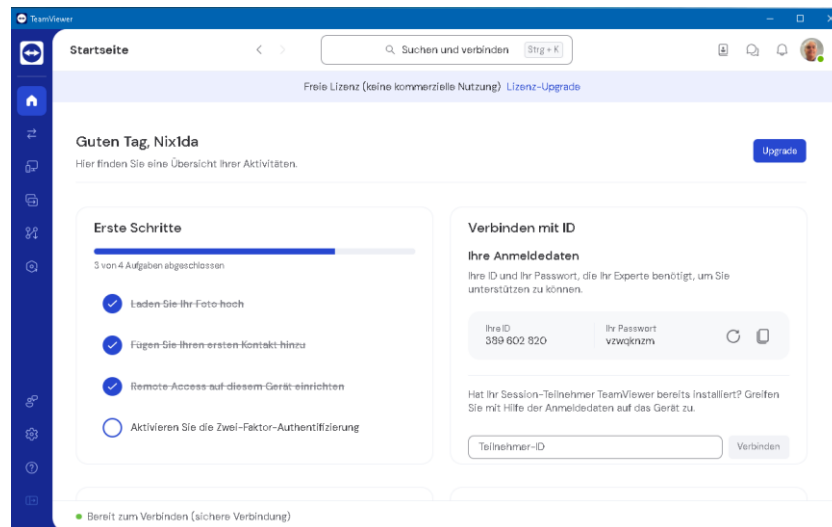 TeamViewer
Startseite
Suchen und verbinden Strg + K
Freie Lizenz (keine kommerzielle Nutzung) Lizenz-Upgrade
Guten Tag, Nix1da
Hier finden Sie eine Übersicht Ihrer Aktivitäten.
Upgrade
Erste Schritte
3 von 4 Aufgaben abgeschlossen
Laden Sie Ihr Foto hoch
Fügen Sie Ihren ersten Kontakt hinzu
Remote Access auf diesem Gerät einrichten
Aktivieren Sie die Zwei-Faktor-Authentifizierung
Verbinden mit ID
Ihre Anmeldedaten
Ihre ID und Ihr Passwort, die Ihr Experte benötigt, um Sie
unterstützen zu können.
Ihre ID
389 602 820
Ihr Passwort
vzwqknzm
Hat Ihr Session-Teilnehmer TeamViewer bereits installiert? Greifen
Sie mit Hilfe der Anmeldedaten auf das Gerät zu.
Teilnehmer-ID
Verbinden
Bereit zum Verbinden (sichere Verbindung)